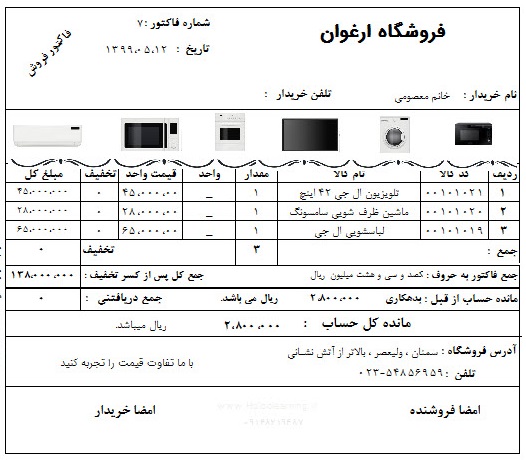 فروشگاه ارغوان
شماره فاکتور : ۷
تاریخ : ۱۳۹۹،۰۵،۱۲
فاکتور فروش
نام خریدار : خانم معصومی تلفن خریدار :
ردیف کد کالا نام کالا مقدار واحد قیمت واحد تخفیف مبلغ کل
۱ ۰۰۱۰۱۰۲۱ تلویزیون ال جی ۴۲ اینچ ۱ _ ۴۵،۰۰۰،۰۰ ۰ ۴۵،۰۰۰،۰۰۰
۲ ۰۰۱۰۱۰۲۰ ماشین ظرف شویی سامسونگ ۱ _ ۲۸،۰۰۰،۰۰ ۰ ۲۸،۰۰۰،۰۰۰
۳ ۰۰۱۰۱۰۱۹ لباسشویی ال جی ۱ _ ۶۵،۰۰۰،۰۰ ۰ ۶۵،۰۰۰،۰۰۰
جمع : ۳ تخفیف ۰
جمع فاکتور به حروف : کصد و سی و هشت میلیون ریال جمع کل پس از کسر تخفیف : ۱۳۸،۰۰۰،۰۰۰
مانده حساب از قبل : بدهکاری ۲،۸۰۰،۰۰۰ ریال می باشد. جمع دریافتنی : ۰
مانده کل حساب : ۲،۸۰۰،۰۰۰ ریال میباشد.
آدرس فروشگاه : سمنان ، ولیعصر ، بالاتر از آتش نشانی
تلفن : ۰۲۳-۵۴۸۵۶۹۵۹
با ما تفاوت قیمت را تجربه کنید
امضا فروشنده امضا خریدار